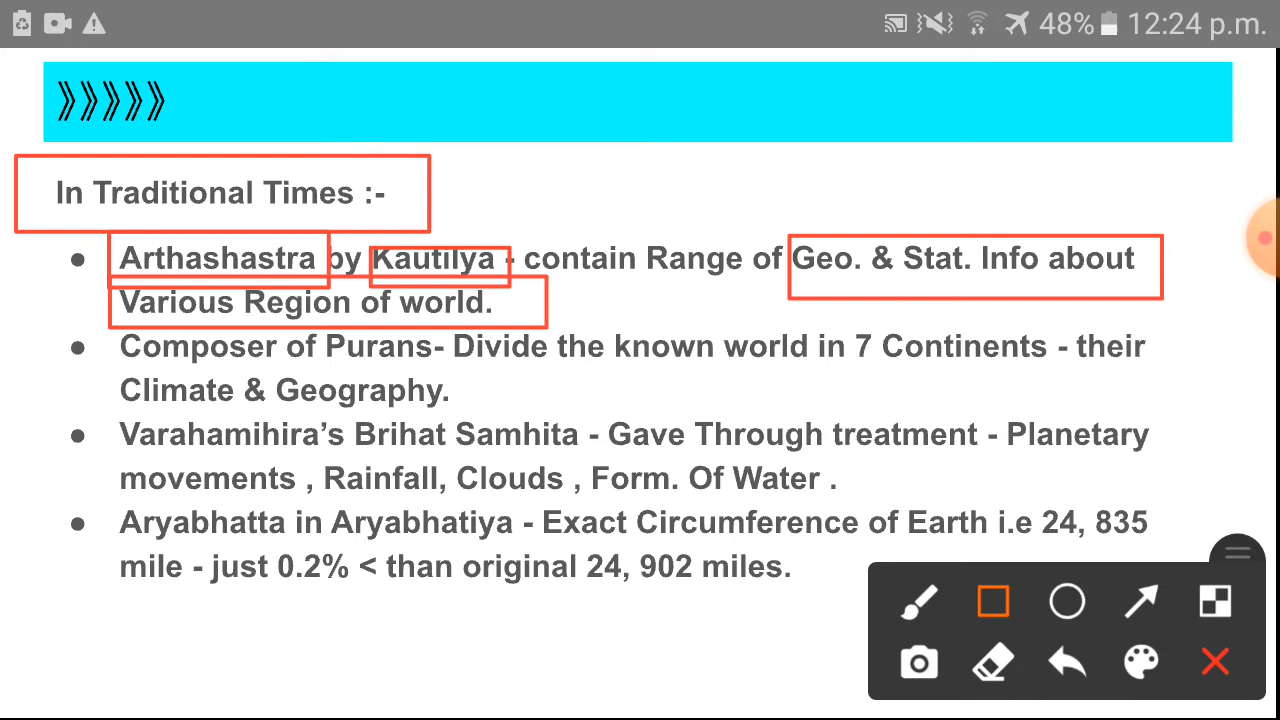 48% 12:24 p.m.
》》》》》
In Traditional Times :-
● Arthashastra by Kautilya - contain Range of Geo. & Stat. Info about
Various Region of world.
● Composer of Purans- Divide the known world in 7 Continents - their
Climate & Geography.
● Varahamihira’s Brihat Samhita - Gave Through treatment - Planetary
movements , Rainfall, Clouds , Form. Of Water .
● Aryabhatta in Aryabhatiya - Exact Circumference of Earth i.e 24, 835
mile - just 0.2% < than original 24, 902 miles.